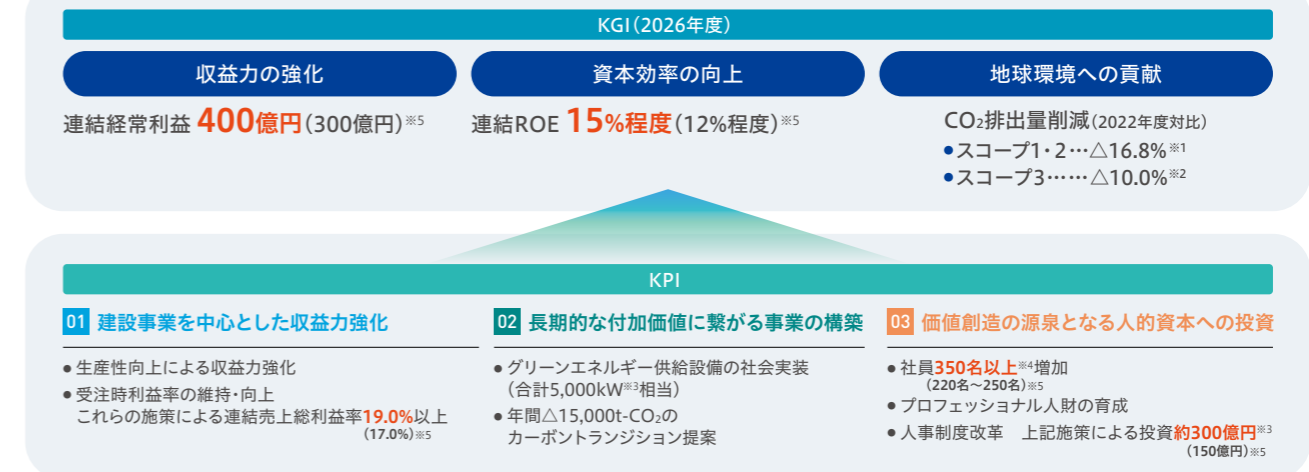 KGI(2026年度)
収益力の強化
連結経常利益 400億円(300億円)※5
資本効率の向上
連結ROE 15%程度(12%程度)※5
地球環境への貢献
CO₂排出量削減(2022年度対比)
●スコープ1・2…△16.8%※1
●スコープ3……△10.0%※2
KPI
01 建設事業を中心とした収益力強化
●生産性向上による収益力強化
●受注時利益率の維持・向上
これらの施策による連結売上総利益率19.0%以上
(17.0%)※5
02 長期的な付加価値に繋がる事業の構築
●グリーンエネルギー供給設備の社会実装
(合計5,000kW※3相当)
●年間△15,000t-CO₂の
カーボントランジション提案
03 価値創造の源泉となる人的資本への投資
●社員350名以上※4増加
(220名～250名)※5
●プロフェッショナル人財の育成
●人事制度改革 上記施策による投資約300億円※3
(150億円)※5